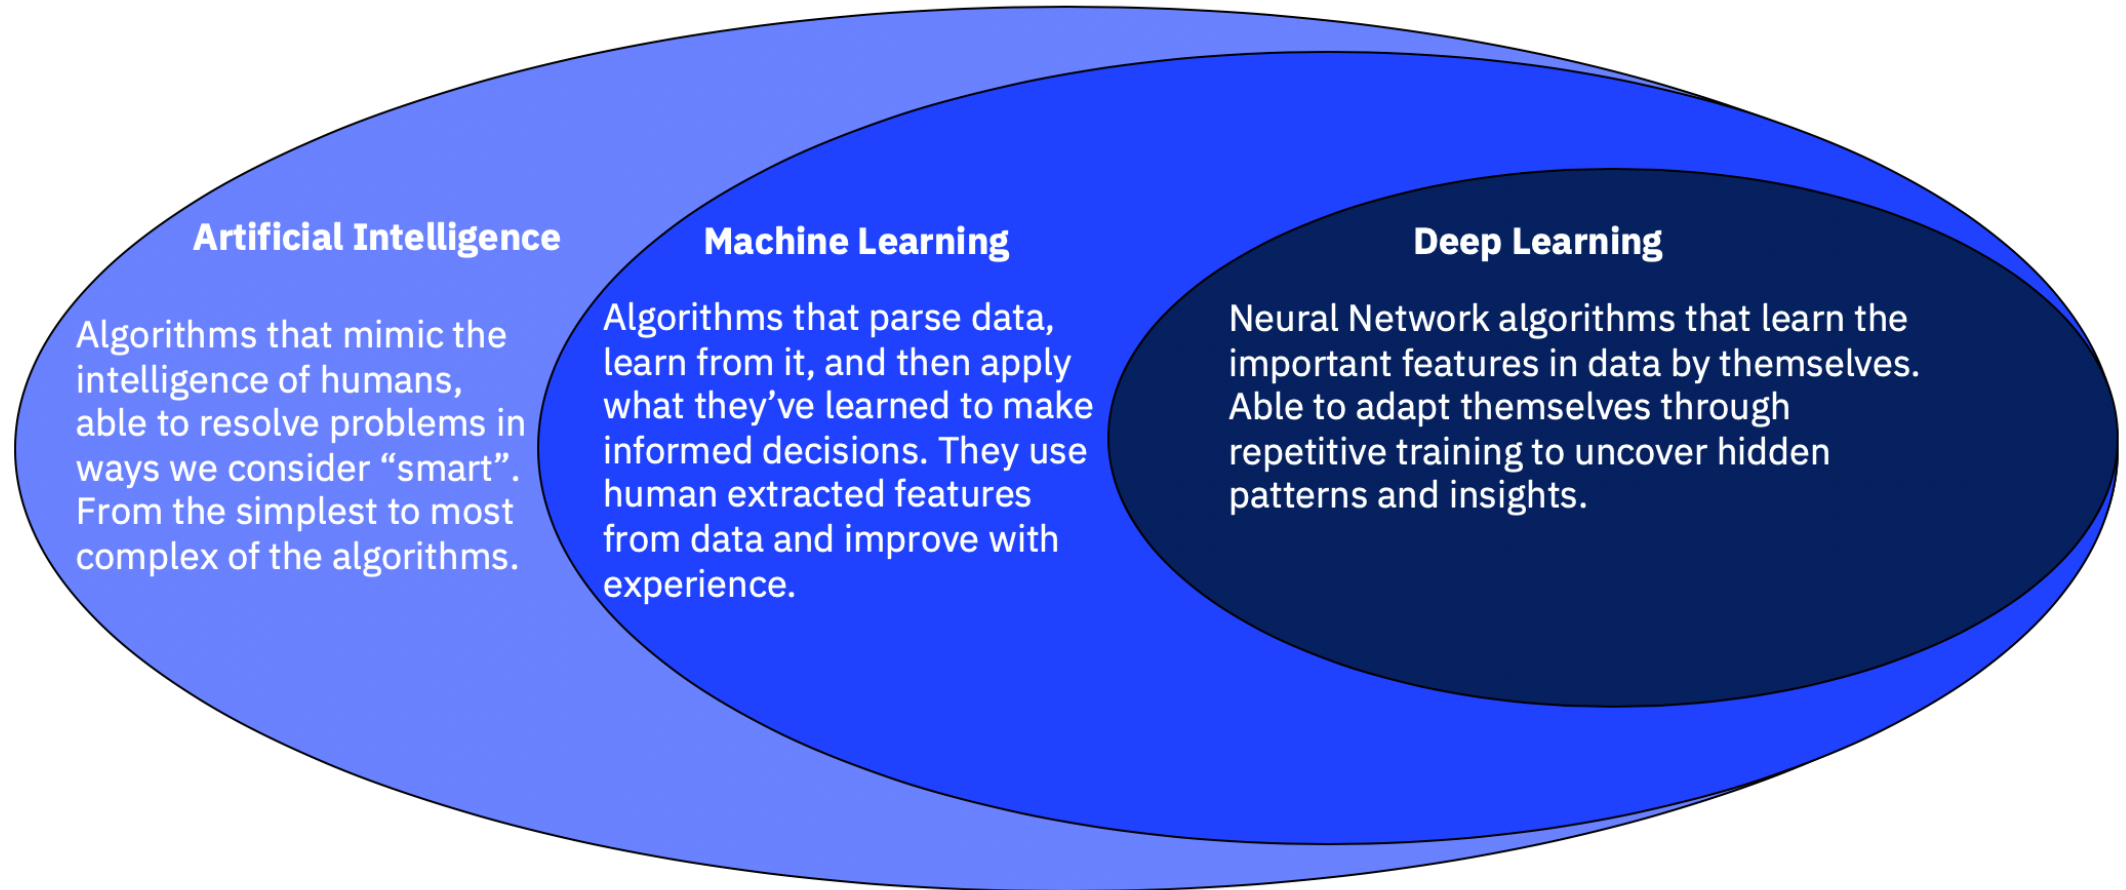 Artificial Intelligence
Algorithms that mimic the
intelligence of humans,
able to resolve problems in
ways we consider “smart”.
From the simplest to most
complex of the algorithms.
Machine Learning
Algorithms that parse data,
learn from it, and then apply
what they’ve learned to make
informed decisions. They use
human extracted features
from data and improve with
experience.
Deep Learning
Neural Network algorithms that learn the
important features in data by themselves.
Able to adapt themselves through
repetitive training to uncover hidden
patterns and insights.